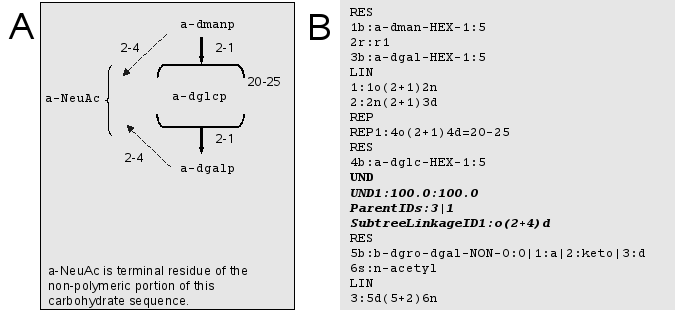 A
a-dmanp
2-4
2-1
20-25
a-NeuAc
a-dglcp
2-1
2-4
a-dgalp
a-NeuAc is terminal residue of the
non-polymeric portion of this
carbohydrate sequence.
B
RES
1b:a-dman-HEX-1:5
2r:r1
3b:a-dgal-HEX-1:5
LIN
1:1o(2+1)2n
2:2n(2+1)3d
REP
REP1:4o(2+1)4d=20-25
RES
4b:a-dglc-HEX-1:5
UND
UND1:100.0:100.0
ParentIDs:3|1
SubtreeLinkageID1:o(2+4)d
RES
5b:b-dgro-dgal-NON-0:0|1:a|2:keto|3:d
6s:n-acetyl
LIN
3:5d(5+2)6n